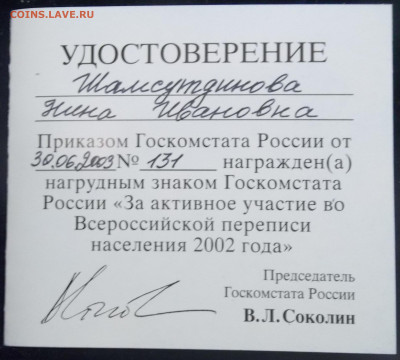 COINS.LAVE.RU
УДОСТОВЕРЕНИЕ
Шамсутдинова
Нина Ивановна
Приказом Госкомстата России от
30.06.2003 № 131 награжден(а)
нагрудным знаком Госкомстата
России «За активное участие во
Всероссийской переписи
населения 2002 года»
Председатель
Госкомстата России
В.Л.Соколин